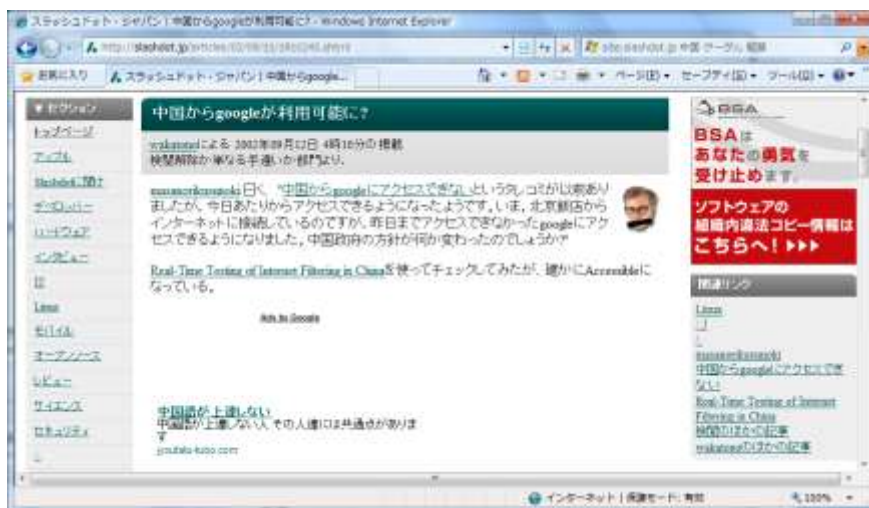 スラッシュドット・ジャパン | 中国からgoogleが利用可能に? - Windows Internet Explorer
お気に入り
スラッシュドット・ジャパン | 中国からgoogle...
ページ(P)
セーフティ(S)
ツール(O)
▼ セクション
トップページ
アップル
Slashdotに聞け
デベロッパー
ハードウェア
インタビュー
IT
Linux
モバイル
オープンソース
レビュー
サイエンス
セキュリティ
中国からgoogleが利用可能に?
wakatonoによる 2002年09月12日 4時10分の掲載
検閲解除か単なる手違いか部門より.
masanorikusunoki曰く、"中国からgoogleにアクセスできないというタレコミが以前あり
ましたが、今日あたりからアクセスできるようになったようです。いま、北京飯店から
インターネットに接続しているのですが、昨日までアクセスできなかったgoogleにアク
セスできるようになりました。中国政府の方針が何か変わったのでしょうか?
Real-Time Testing of Internet Filtering in Chinaを使ってチェックしてみたが、確かにAccessibleに
なっている。
Ads by Google
中国語が上達しない
中国語が上達しない人 その人達には共通点がありま
す
BSA
BSAは
あなたの勇気を
受け止めます。
ソフトウェアの
組織内違法コピー情報は
こちらへ!▶▶▶
関連リンク
Linux
masanorikusunoki
中国からgoogleにアクセスでき
ない
Real-Time Testing of Internet
Filtering in China
検閲のほかの記事
wakatonoのほかの記事
インターネット | 保護モード: 有効
100%